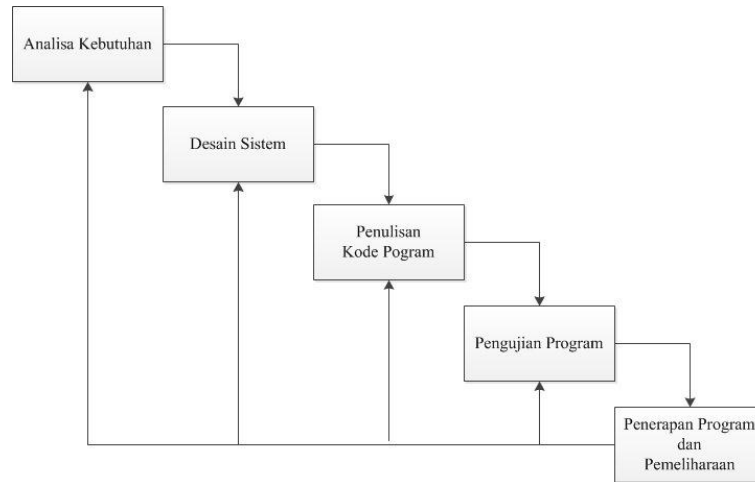 Analisa Kebutuhan
Desain Sistem
Penulisan
Kode Pogram
Pengujian Program
Penerapan Program
dan
Pemeliharaan